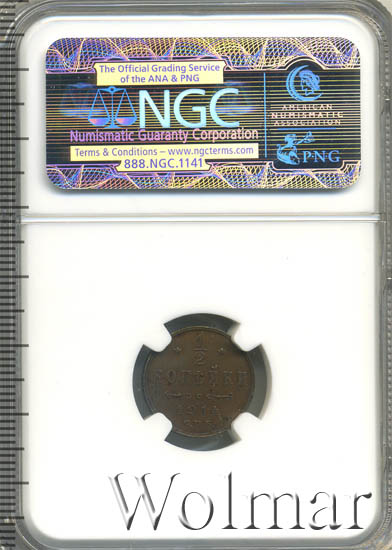 The Official Grading Service
of the ANA & PNG
NGC
Numismatic Guaranty Corporation
Terms & Conditions – www.ngcterms.com
888.NGC.1141
AMERICAN
NUMISMATIC
ASSOCIATION
PNG
1/2
КОПѢЙКИ
Wolmar